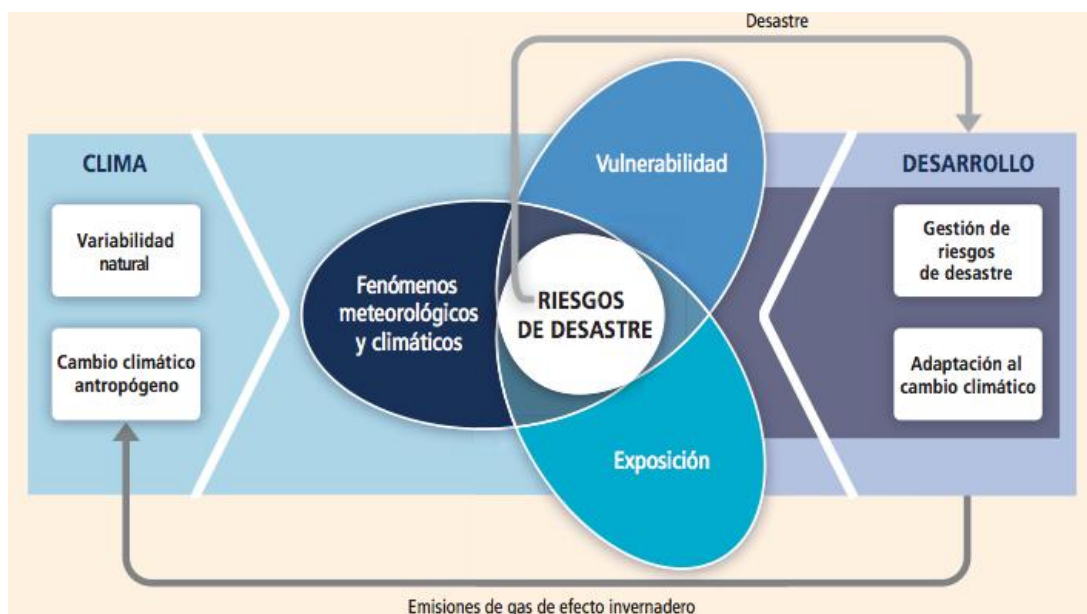 Desastre
CLIMA
Variabilidad
natural
Cambio climático
antropógeno
Fenómenos
meteorológicos
y climáticos
Vulnerabilidad
RIESGOS
DE DESASTRE
Exposición
DESARROLLO
Gestión de
riesgos
de desastre
Adaptación al
cambio climático
Emisiones de gas de efecto invernadero